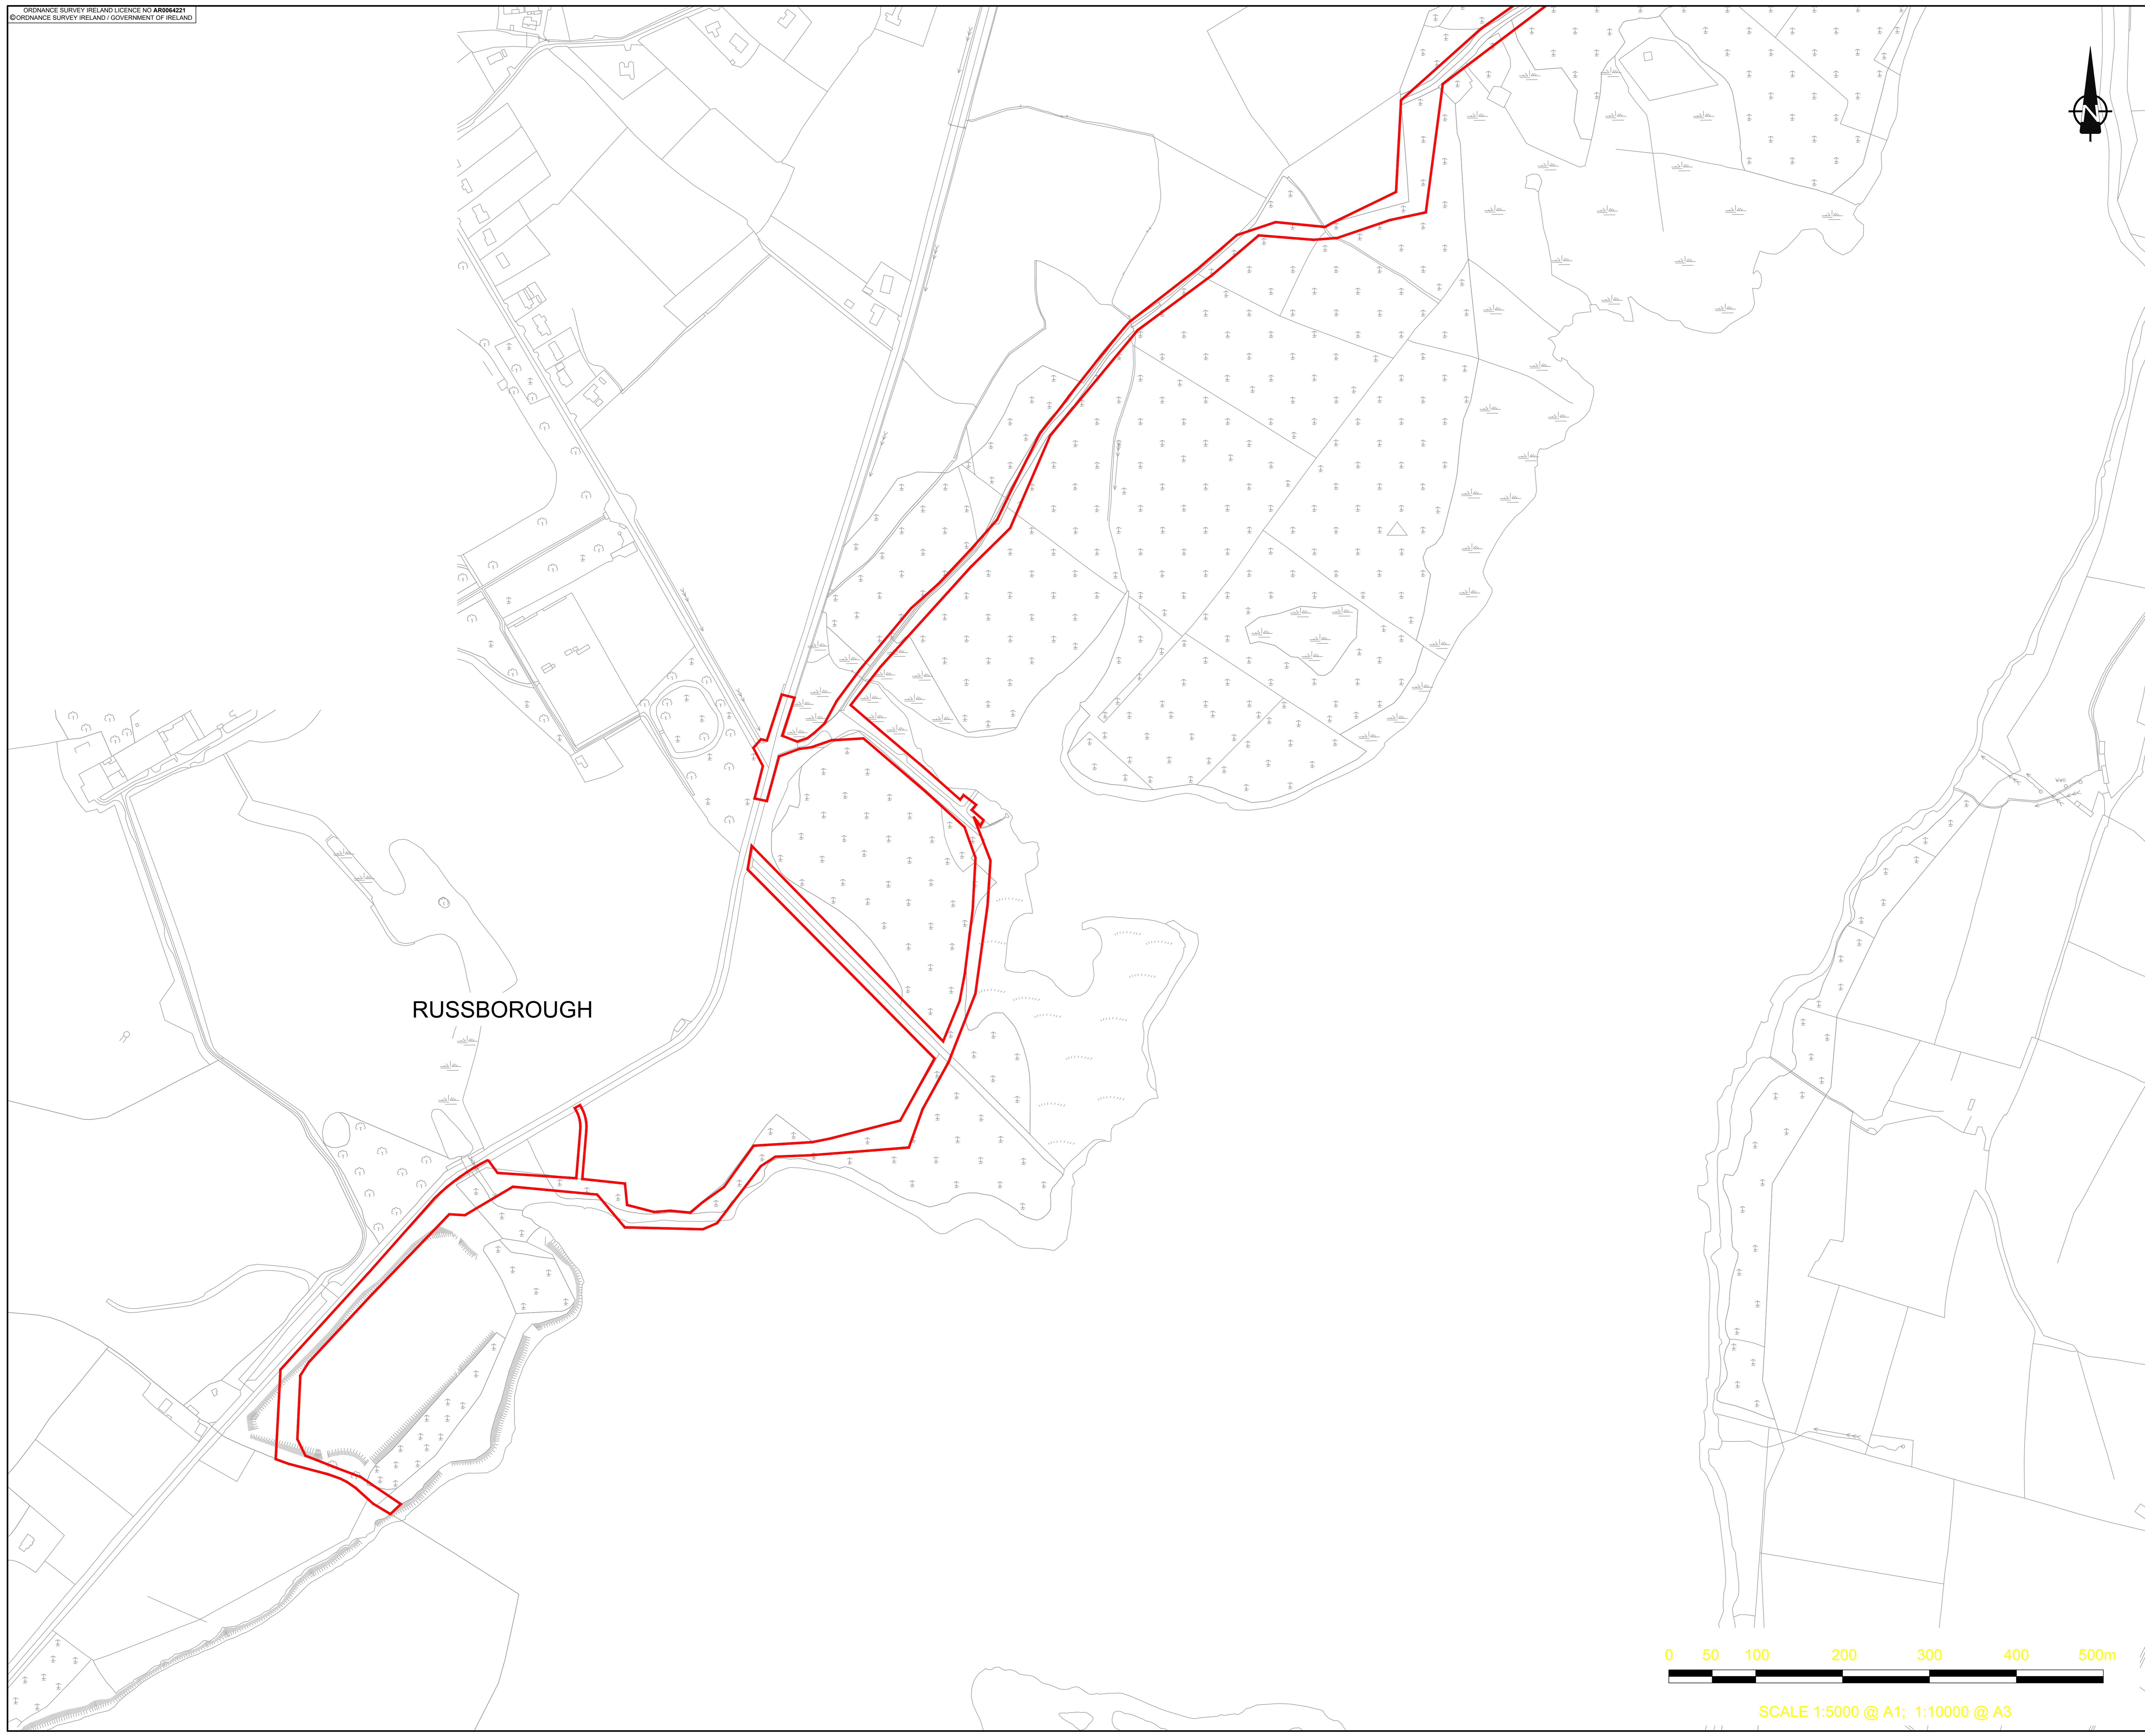 ORDNANCE SURVEY IRELAND LICENCE NO AR0064221
©ORDNANCE SURVEY IRELAND / GOVERNMENT OF IRELAND
N
Well
RUSSBOROUGH
0 50 100 200 300 400 500m
SCALE 1:5000 @ A1; 1:10000 @ A3